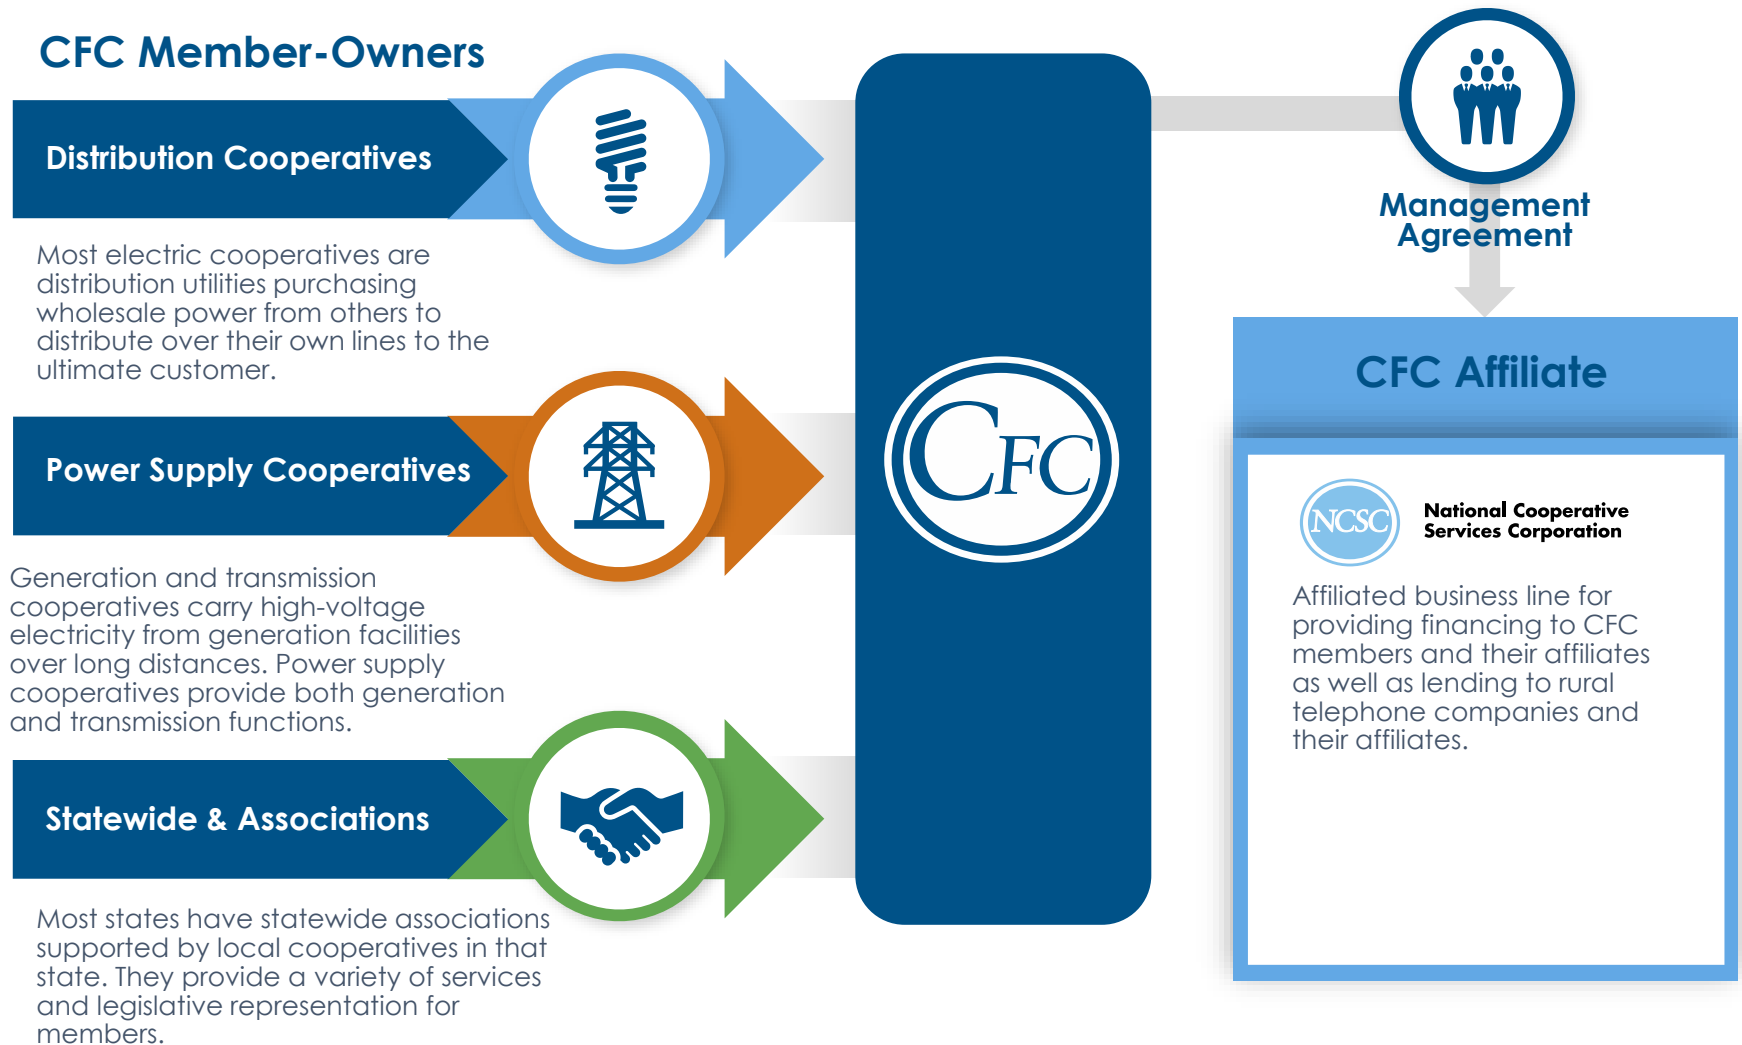 CFC Member-Owners
Distribution Cooperatives
Most electric cooperatives are
distribution utilities purchasing
wholesale power from others to
distribute over their own lines to the
ultimate customer.
Power Supply Cooperatives
Generation and transmission
cooperatives carry high-voltage
electricity from generation facilities
over long distances. Power supply
cooperatives provide both generation
and transmission functions.
Statewide & Associations
Most states have statewide associations
supported by local cooperatives in that
state. They provide a variety of services
and legislative representation for
members.
CFC
Management
Agreement
CFC Affiliate
NCSC
National Cooperative
Services Corporation
Affiliated business line for
providing financing to CFC
members and their affiliates
as well as lending to rural
telephone companies and
their affiliates.